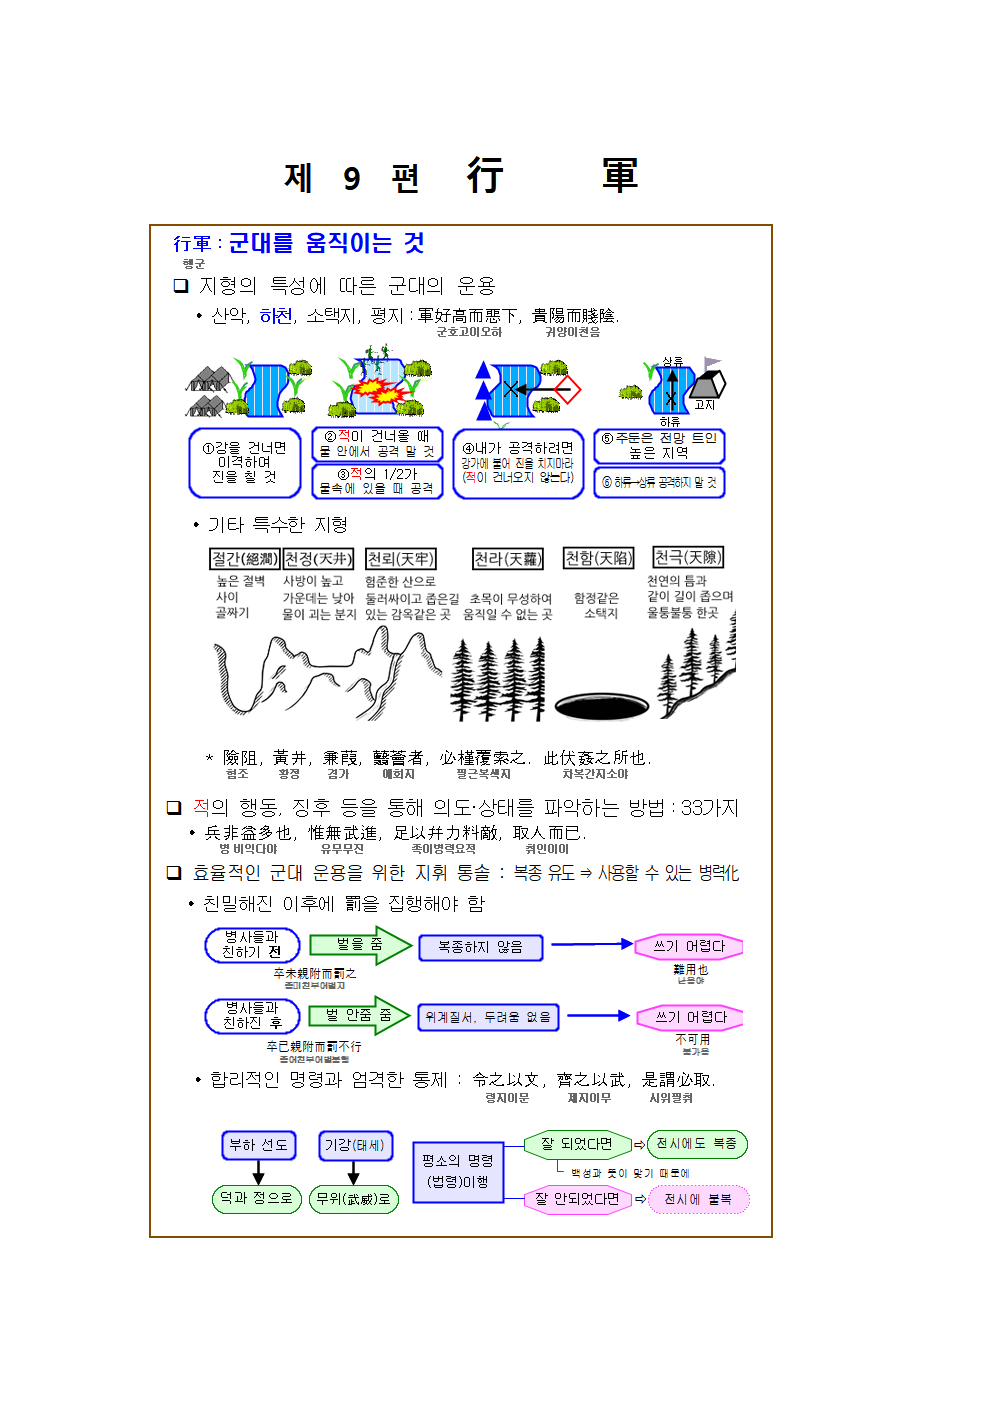 제 9 편 行 軍
行軍 : 군대를 움직이는 것
행군
❏ 지형의 특성에 따른 군대의 운용
• 산악, 하천, 소택지, 평지 : 軍好高而惡下, 貴陽而賤陰.
군호고이오하 귀양이천음
상류
고지
하류
①강을 건너면
이격하여
진을 칠 것
②적이 건너올 때
물 안에서 공격 말 것
③적의 1/2가
물속에 있을 때 공격
④내가 공격하려면
강가에 붙어 진을 치지마라
(적이 건너오지 않는다)
⑤주둔은 전망 트인
높은 지역
⑥하류→상류 공격하지 말 것
• 기타 특수한 지형
절간(絕澗) 천정(天井) 천뢰(天牢) 천라(天羅) 천함(天陷) 천극(天隙)
높은 절벽
사이
골짜기
사방이 높고
가운데는 낮아
물이 괴는 분지
험준한 산으로
둘러싸이고 좁은길
있는 감옥같은 곳
초목이 무성하여
움직일 수 없는 곳
함정같은
소택지
천연의 틈과
같이 길이 좁으며
울퉁불퉁 한곳
* 險阻, 黃井, 兼葭, 翳薈者, 必槿覆索之. 此伏姦之所也.
험조 황정 겸가 예회자 필근복색지 차복간지소야
❏ 적의 행동, 징후 등을 통해 의도·상태를 파악하는 방법 : 33가지
• 兵非益多也, 惟無武進, 足以弁力料敵, 取人而已.
병 비익다야 유무무진 족이병력요적 취인이이
❏ 효율적인 군대 운용을 위한 지휘 통솔 : 복종 유도 ⇒ 사용할 수 있는 병력化
• 친밀해진 이후에 罰을 집행해야 함
병사들과
친하기 전
벌을 줌
복종하지 않음
쓰기 어렵다
卒未親附而罰之
졸미친부이벌지
難用也
난용야
병사들과
친하진 후
벌 안줌 줌
위계질서, 두려움 없음
쓰기 어렵다
卒已親附而罰不行
졸이친부이벌불행
不可用
불가용
• 합리적인 명령과 엄격한 통제 : 令之以文, 齊之以武, 是謂必取.
령지이문 제지이무 시위필취
부하 선도
덕과 정으로
기강(태세)
무위(武威)로
평소의 명령
(법령)이행
잘 되었다면 ⇨ 전시에도 복종
백성과 뜻이 맞기 때문에
잘 안되었다면 ⇨ 전시에 불복